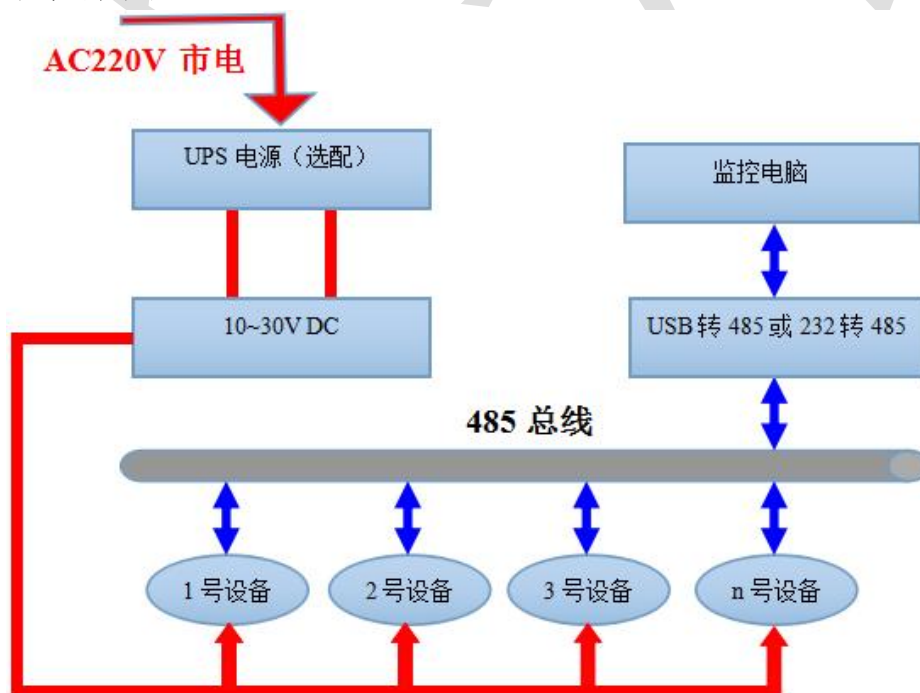 AC220V 市电
UPS 电源（选配）
监控电脑
10~30V DC
USB 转 485 或 232 转 485
485 总线
1 号设备
2 号设备
3 号设备
n 号设备